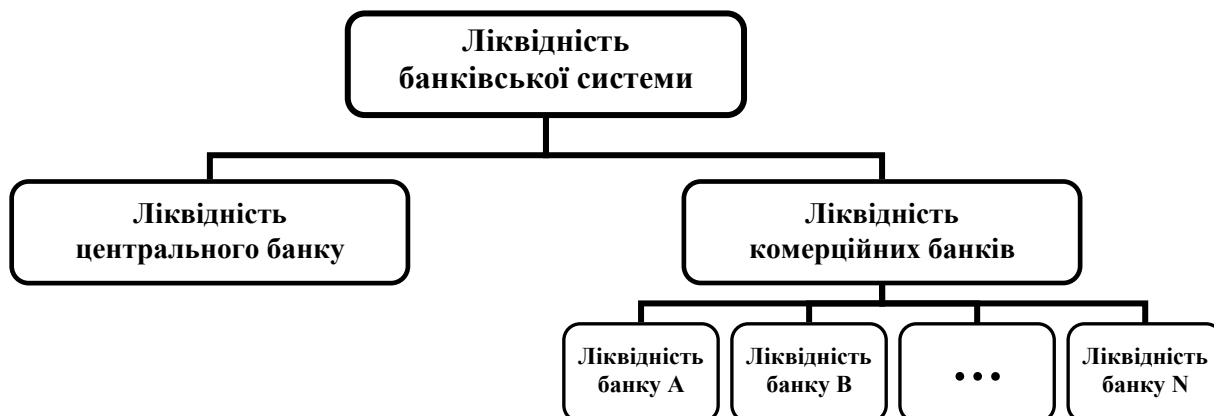 Ліквідність
банківської системи
Ліквідність
центрального банку
Ліквідність
комерційних банків
Ліквідність
банку А
Ліквідність
банку В
...
Ліквідність
банку N